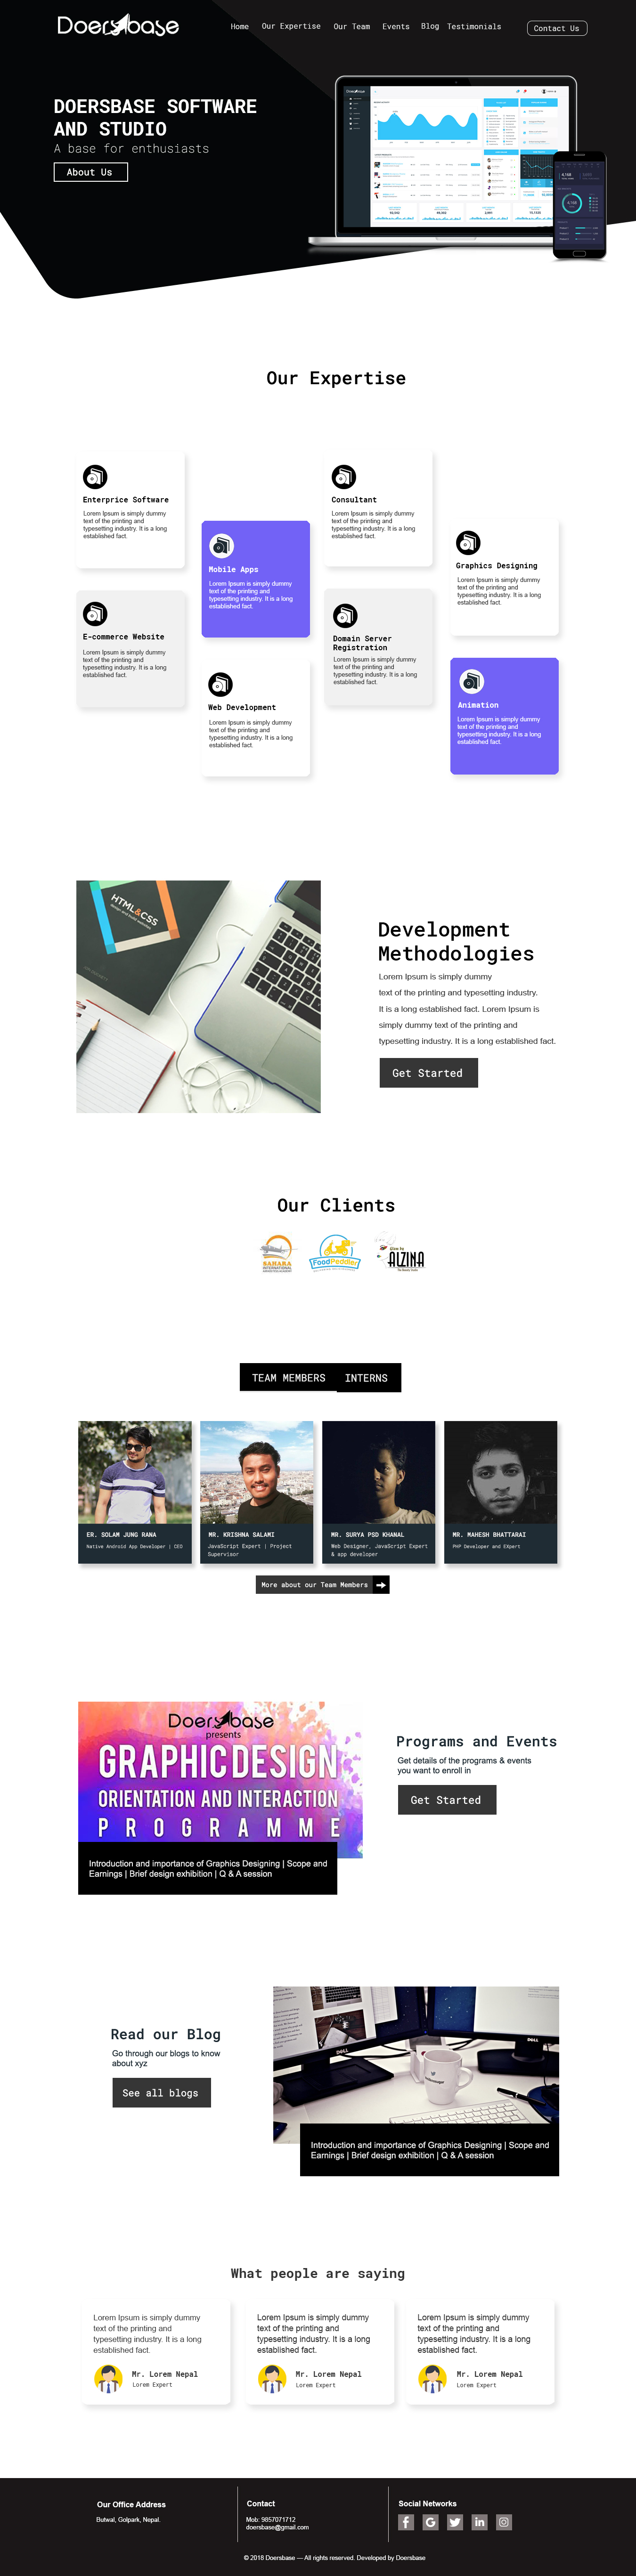 Doersbase
Home Our Expertise Our Team Events Blog Testimonials
Contact Us
DOERSBASE SOFTWARE
AND STUDIO
A base for enthusiasts
About Us
Our Expertise
Enterprice Software
Lorem Ipsum is simply dummy
text of the printing and
typesetting industry. It is a long
established fact.
Mobile Apps
Lorem Ipsum is simply dummy
text of the printing and
typesetting industry. It is a long
established fact.
Consultant
Lorem Ipsum is simply dummy
text of the printing and
typesetting industry. It is a long
established fact.
Graphics Designing
Lorem Ipsum is simply dummy
text of the printing and
typesetting industry. It is a long
established fact.
E-commerce Website
Lorem Ipsum is simply dummy
text of the printing and
typesetting industry. It is a long
established fact.
Web Development
Lorem Ipsum is simply dummy
text of the printing and
typesetting industry. It is a long
established fact.
Domain Server
Registration
Lorem Ipsum is simply dummy
text of the printing and
typesetting industry. It is a long
established fact.
Animation
Lorem Ipsum is simply dummy
text of the printing and
typesetting industry. It is a long
established fact.
HTML&CSS
Development
Methodologies
Lorem Ipsum is simply dummy
text of the printing and typesetting industry.
It is a long established fact. Lorem Ipsum is
simply dummy text of the printing and
typesetting industry. It is a long established fact.
Get Started
Our Clients
SAHARA
INTERNATIONAL
FoodPeddler
Glam by
ALZINA
TEAM MEMBERS INTERNS
ER. SOLAM JUNG RANA
Native Android App Developer | CEO
MR. KRISHNA SALAMI
JavaScript Expert | Project
Supervisor
MR. SURYA PSD KHANAL
Web Designer, JavaScript Expert
& app developer
MR. MAHESH BHATTARAI
PHP Developer and EXpert
More about our Team Members
Doersbase
presents
GRAPHIC DESIGN
ORIENTATION AND INTERACTION
PROGRAMME
Introduction and importance of Graphics Designing | Scope and
Earnings | Brief design exhibition | Q & A session
Programs and Events
Get details of the programs & events
you want to enroll in
Get Started
Read our Blog
Go through our blogs to know
about xyz
See all blogs
DELL
DELL
Introduction and importance of Graphics Designing | Scope and
Earnings | Brief design exhibition | Q & A session
What people are saying
Lorem Ipsum is simply dummy
text of the printing and
typesetting industry. It is a long
established fact.
Mr. Lorem Nepal
Lorem Expert
Lorem Ipsum is simply dummy
text of the printing and
typesetting industry. It is a long
established fact.
Mr. Lorem Nepal
Lorem Expert
Lorem Ipsum is simply dummy
text of the printing and
typesetting industry. It is a long
established fact.
Mr. Lorem Nepal
Lorem Expert
Our Office Address
Butwal, Golpark, Nepal.
Contact
Mob: 9857071712
doersbase@gmail.com
Social Networks
© 2018 Doersbase — All rights reserved. Developed by Doersbase